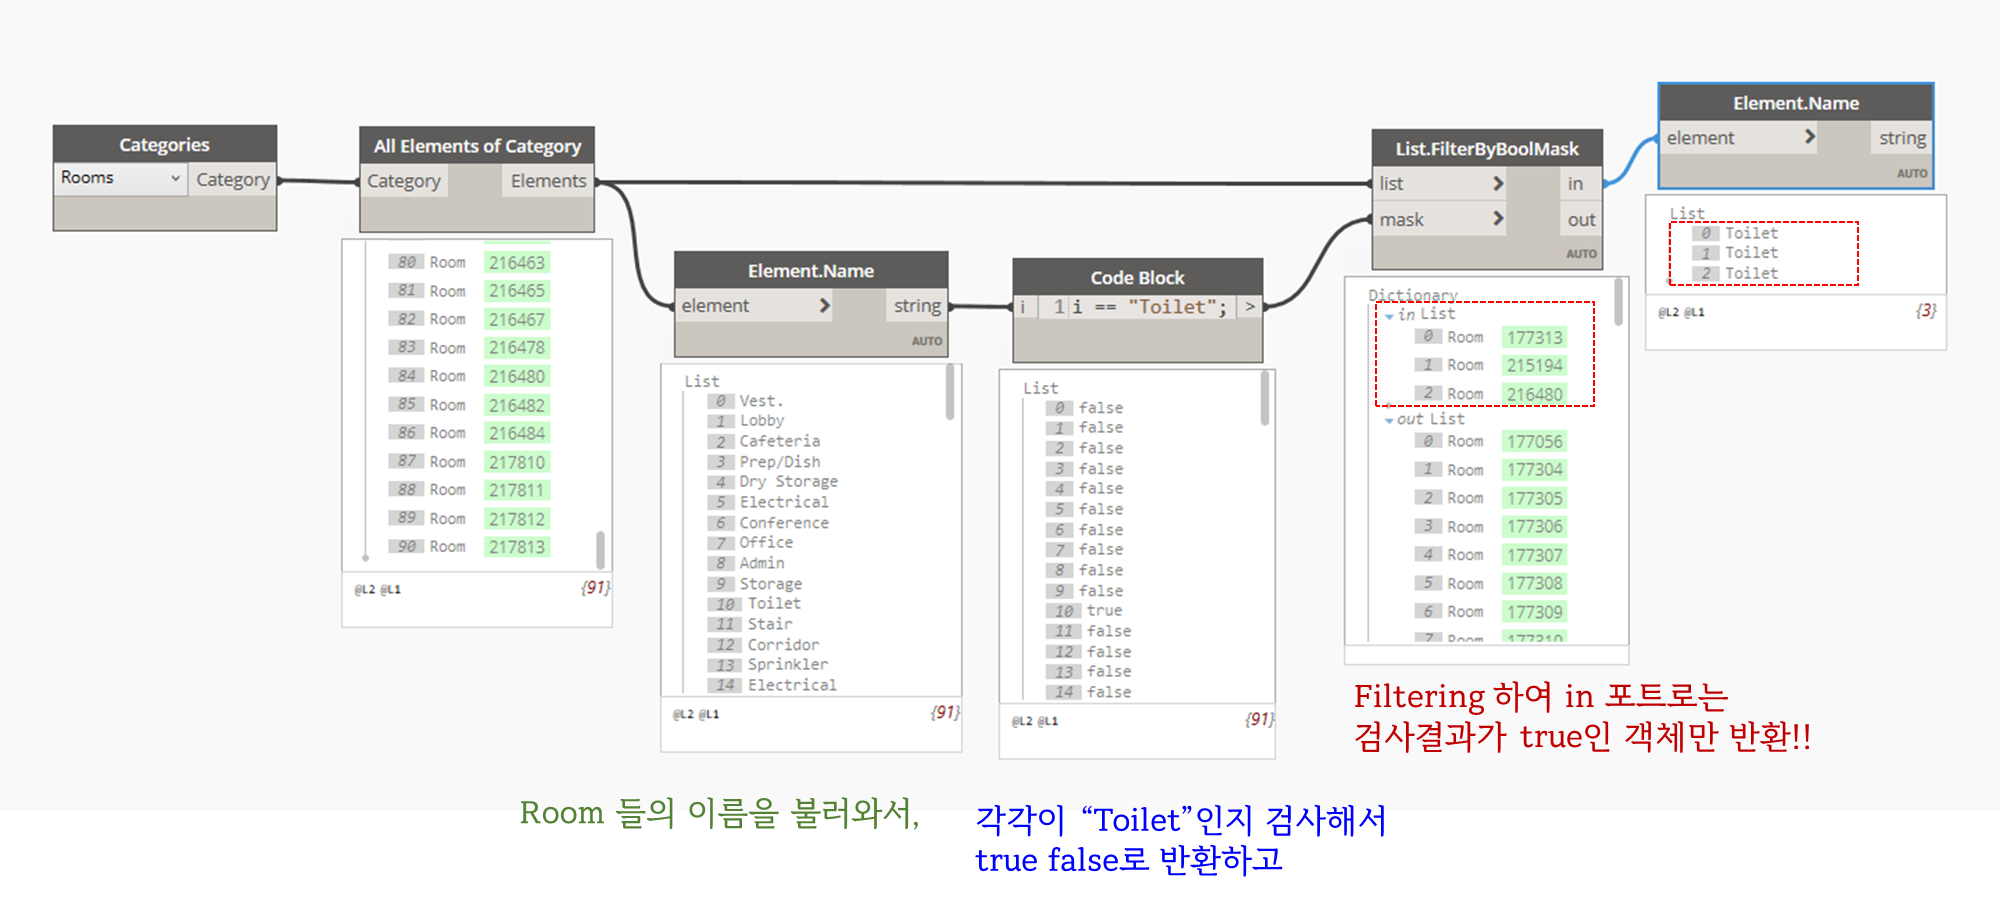 Categories
Rooms
Category
All Elements of Category
Category
Elements
80 Room 216463
81 Room 216465
82 Room 216467
83 Room 216478
84 Room 216480
85 Room 216482
86 Room 216484
87 Room 217810
88 Room 217811
89 Room 217812
90 Room 217813
@L2 @L1 {91}
Element.Name
element > string
AUTO
List
0 Vest.
1 Lobby
2 Cafeteria
3 Prep/Dish
4 Dry Storage
5 Electrical
6 Conference
7 Office
8 Admin
9 Storage
10 Toilet
11 Stair
12 Corridor
13 Sprinkler
14 Electrical
@L2 @L1 {91}
Code Block
i 1 i == "Toilet"; >
List
0 false
1 false
2 false
3 false
4 false
5 false
6 false
7 false
8 false
9 false
10 true
11 false
12 false
13 false
14 false
@L2 @L1 {91}
List.FilterByBoolMask
list > in
mask > out
AUTO
Dictionary
in List
0 Room 177313
1 Room 215194
2 Room 216480
out List
0 Room 177056
1 Room 177304
2 Room 177305
3 Room 177306
4 Room 177307
5 Room 177308
6 Room 177309
7 Room 177310
Element.Name
element > string
AUTO
List
0 Toilet
1 Toilet
2 Toilet
@L2 @L1 {3}
Filtering 하여 in 포트로는
검사결과가 true인 객체만 반환!!
Room 들의 이름을 불러와서,
각각이 “Toilet”인지 검사해서
true false로 반환하고